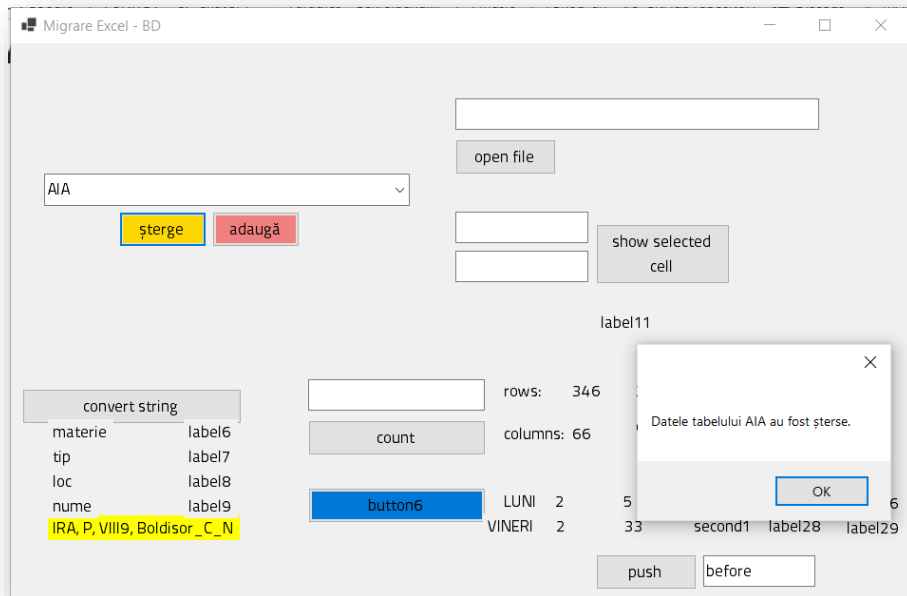 Migrare Excel - BD
open file
AIA
șterge
adaugă
show selected
cell
label11
Datele tabelului AIA au fost șterse.
OK
convert string
materie label6
tip label7
loc label8
nume label9
IRA, P, VIII9, Boldisor_C_N
count
rows: 346
columns: 66
button6
LUNI 2 5 6
VINERI 2 33 second1 label28 label29
push
before